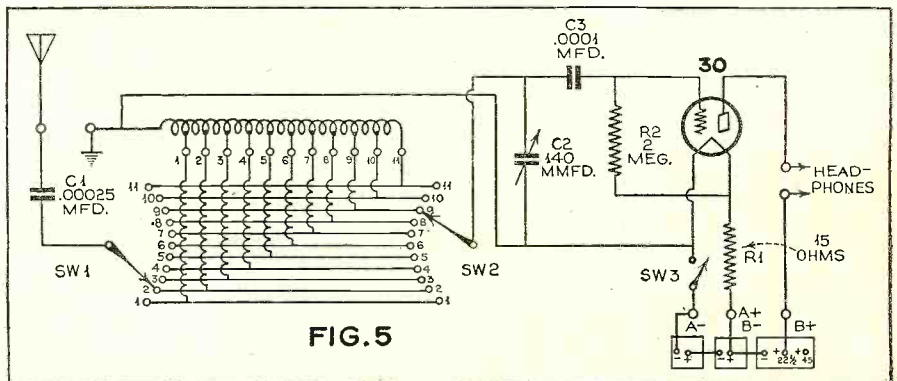 C3
.0001
MFD.
30
C2
140
MMFD.
R2
2
MEG.
C1
.00025
MFD.
HEAD-
PHONES
1 2 3 4 5 6 7 8 9 10 11
11 11
10 10
9 9
8 8
7 7
6 6
5 5
4 4
3 3
2 2
1 1
SW1
SW2
SW3
R1
15
OHMS
A- A+ B+
B-
- + - + - + 22½ + 45
FIG.5